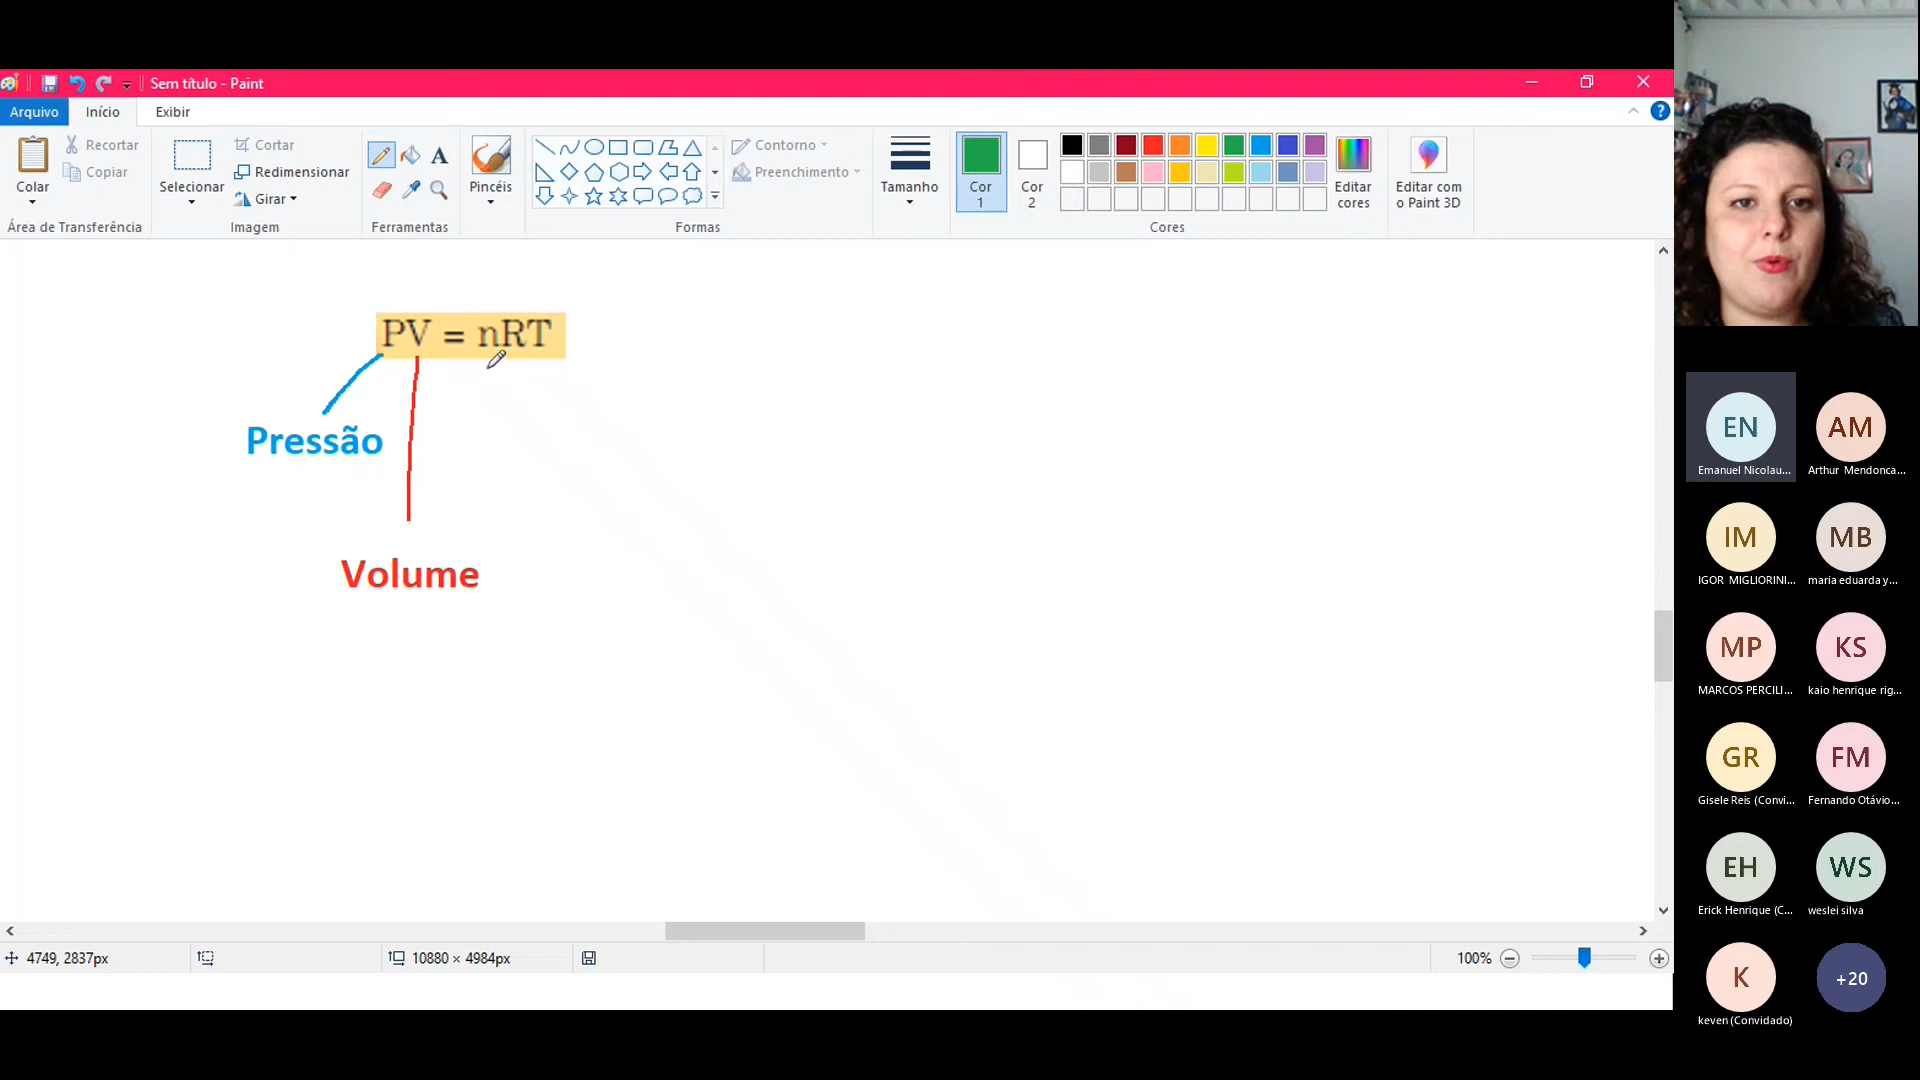 Sem título - Paint
Arquivo Início Exibir
Colar
Recortar
Copiar
Área de Transferência
Selecionar
Cortar
Redimensionar
Girar
Imagem
A
Ferramentas
Pincéis
Formas
Contorno
Preenchimento
Tamanho
Cor 1
Cor 2
Editar cores
Cores
Editar com o Paint 3D
?
PV = nRT
Pressão
Volume
4749, 2837px
10880 × 4984px
100%
EN
Emanuel Nicolau...
AM
Arthur Mendonca...
IM
IGOR MIGLIORINI...
MB
maria eduarda y...
MP
MARCOS PERCILI...
KS
kaio henrique rig...
GR
Gisele Reis (Convi...
FM
Fernando Otávio...
EH
Erick Henrique (C...
WS
weslei silva
K
keven (Convidado)
+20